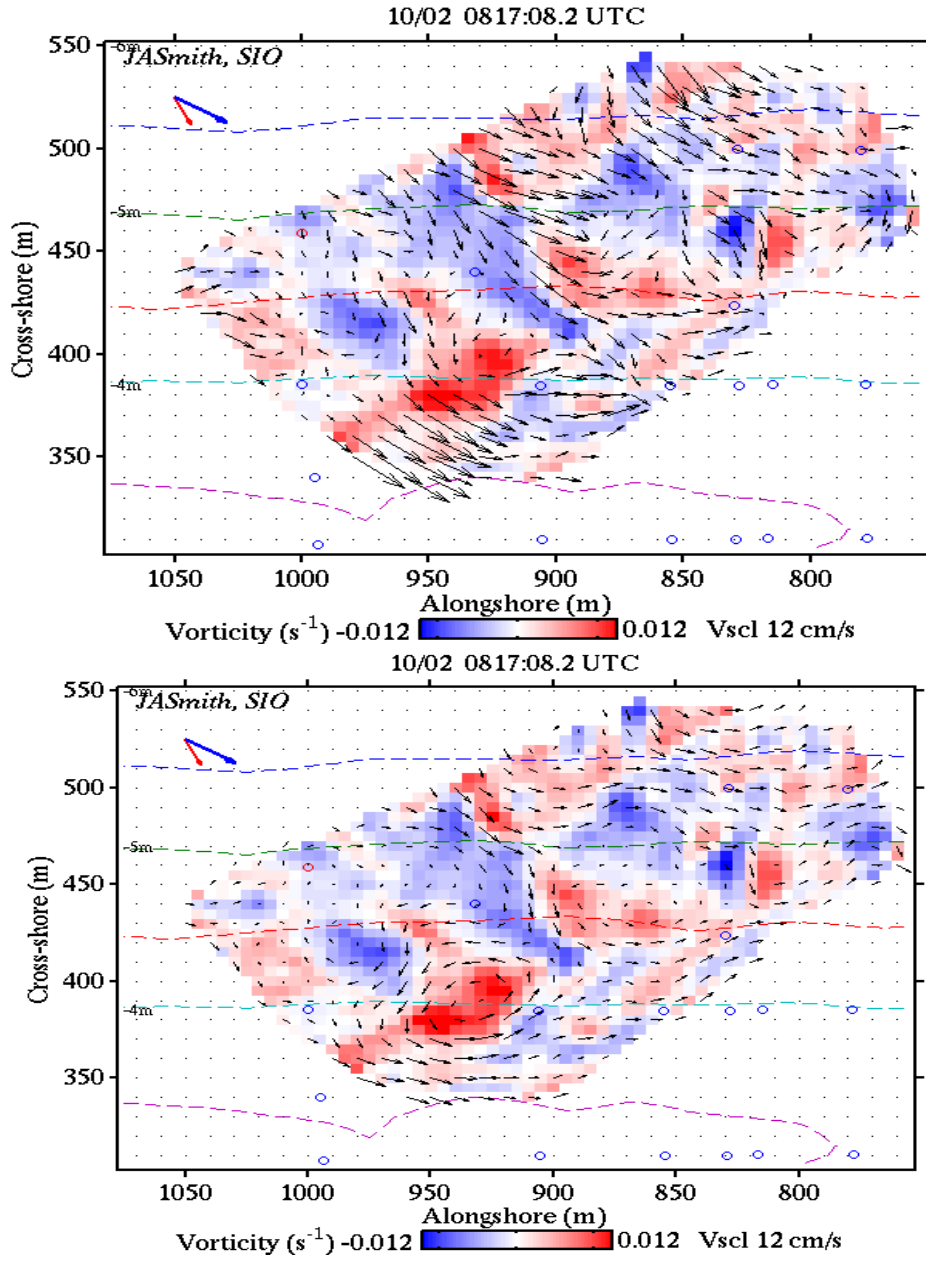 10/02 0817:08.2 UTC
550
-6m
JASmith, SIO
500
-5m
450
400
-4m
350
Cross-shore (m)
1050 1000 950 900 850 800
Alongshore (m)
Vorticity (s⁻¹) -0.012 0.012 Vscl 12 cm/s
10/02 0817:08.2 UTC
550
-6m
JASmith, SIO
500
-5m
450
400
-4m
350
Cross-shore (m)
1050 1000 950 900 850 800
Alongshore (m)
Vorticity (s⁻¹) -0.012 0.012 Vscl 12 cm/s